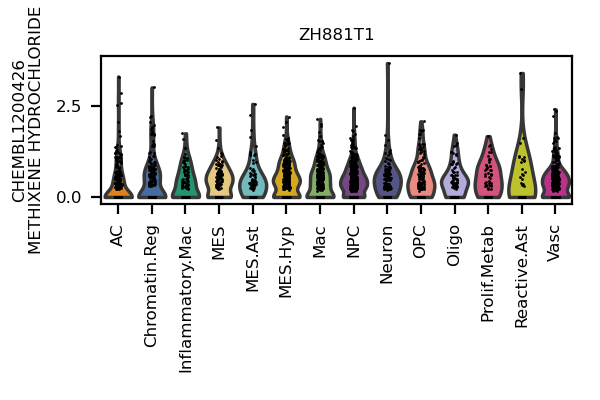 ZH881T1
CHEMBL1200426
METHIXENE HYDROCHLORIDE
2.5
0.0
AC
Chromatin.Reg
Inflammatory.Mac
MES
MES.Ast
MES.Hyp
Mac
NPC
Neuron
OPC
Oligo
Prolif.Metab
Reactive.Ast
Vasc